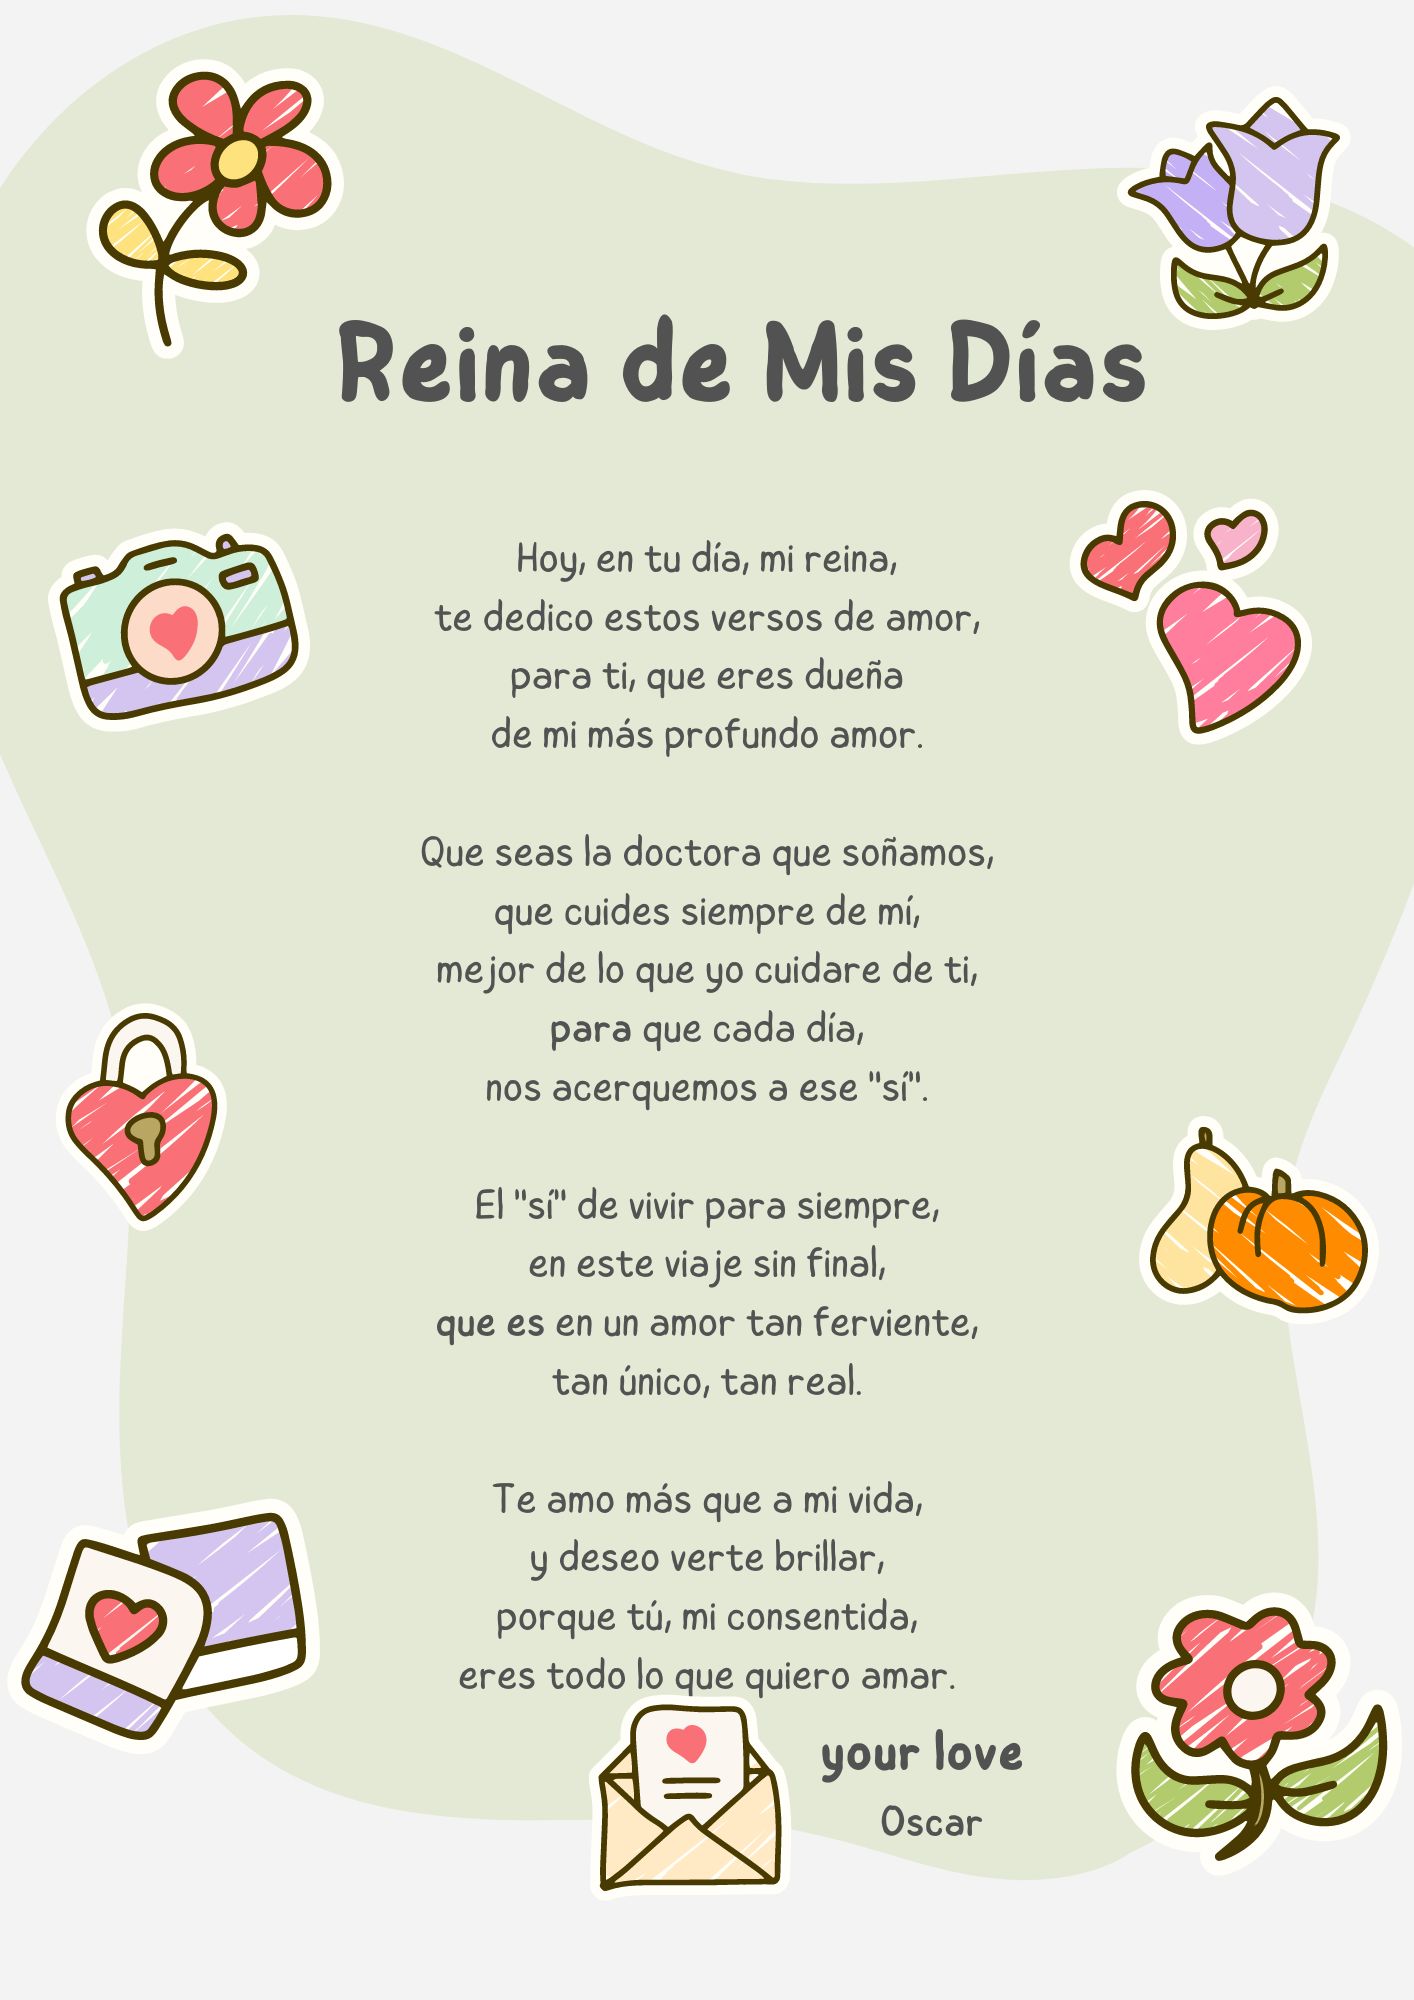 Reina de Mis Días
Hoy, en tu día, mi reina,
te dedico estos versos de amor,
para ti, que eres dueña
de mi más profundo amor.
Que seas la doctora que soñamos,
que cuides siempre de mí,
mejor de lo que yo cuidare de ti,
para que cada día,
nos acerquemos a ese "sí".
El "sí" de vivir para siempre,
en este viaje sin final,
que es en un amor tan ferviente,
tan único, tan real.
Te amo más que a mi vida,
y deseo verte brillar,
porque tú, mi consentida,
eres todo lo que quiero amar.
your love
Oscar